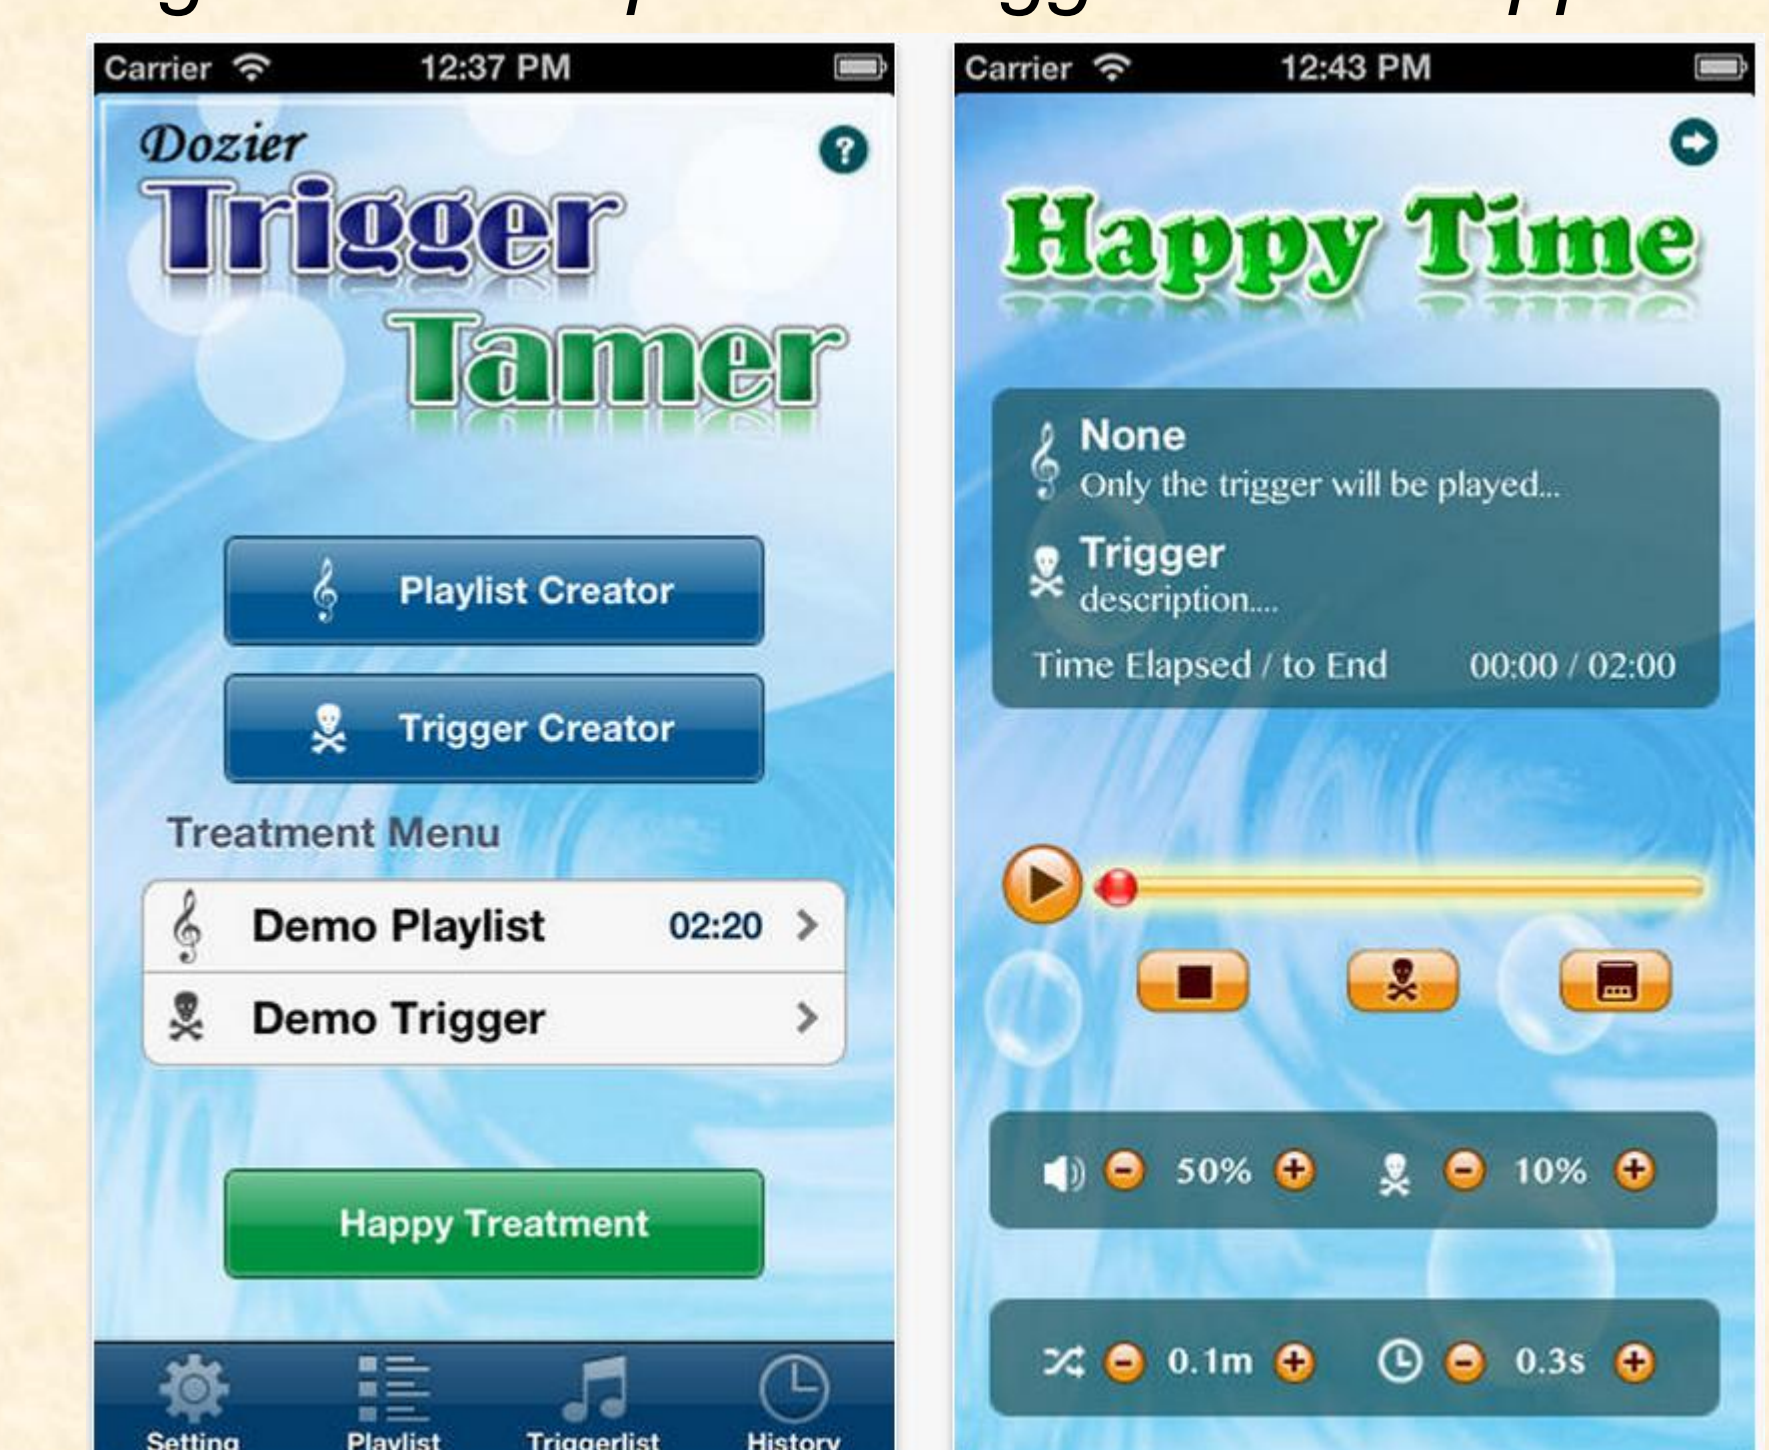 Carrier 12:37 PM
Dozier
Trigger
Tamer
Playlist Creator
Trigger Creator
Treatment Menu
Demo Playlist 02:20
Demo Trigger
Happy Treatment
Setting Playlist Triggerlist History
Carrier 12:43 PM
Happy Time
None
Only the trigger will be played...
Trigger
description....
Time Elapsed / to End 00:00 / 02:00
50% 10%
0.1m 0.3s